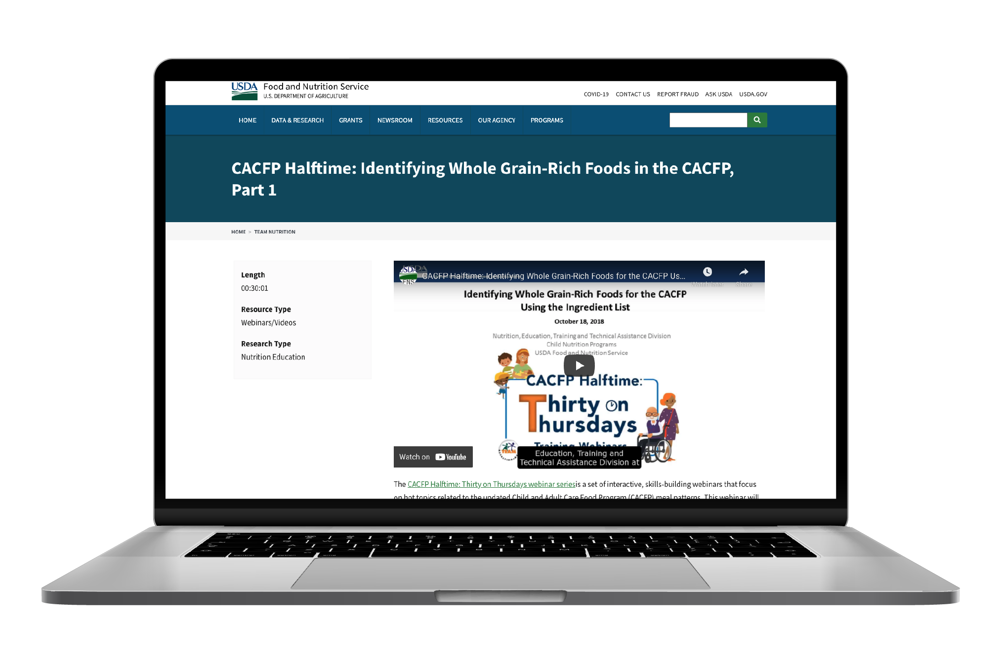 USDA Food and Nutrition Service
U.S. DEPARTMENT OF AGRICULTURE
COVID-19 CONTACT US REPORT FRAUD ASK USDA USDA.GOV
HOME DATA & RESEARCH GRANTS NEWSROOM RESOURCES OUR AGENCY PROGRAMS
CACFP Halftime: Identifying Whole Grain-Rich Foods in the CACFP,
Part 1
HOME > TEAM NUTRITION
Length
00:30:01
Resource Type
Webinars/Videos
Research Type
Nutrition Education
USDA
FNS
CACFP Halftime: Identifying Whole Grain-Rich Foods for the CACFP Us...
Watch later Share
Identifying Whole Grain-Rich Foods for the CACFP
Using the Ingredient List
October 18, 2018
Nutrition, Education, Training and Technical Assistance Division
Child Nutrition Programs
USDA Food and Nutrition Service
CACFP Halftime:
Thirty on
Thursdays
Training Webinars
TEAM
Education, Training and
Technical Assistance Division at
Watch on YouTube
The CACFP Halftime: Thirty on Thursdays webinar seriesis a set of interactive, skills-building webinars that focus
on hot topics related to the updated Child and Adult Care Food Program (CACFP) meal patterns. This webinar will